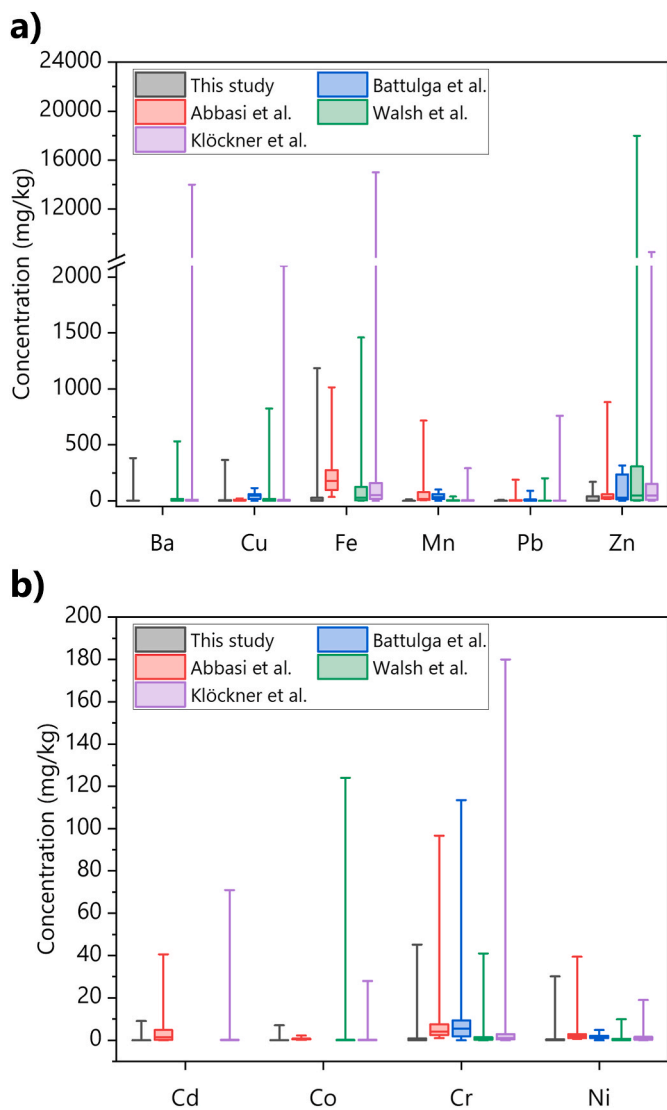 a)
24000
20000
16000
12000
2000
1500
1000
500
0
Concentration (mg/kg)
This study
Battulga et al.
Abbasi et al.
Walsh et al.
Klöckner et al.
Ba Cu Fe Mn Pb Zn
b)
200
180
160
140
120
100
80
60
40
20
0
Concentration (mg/kg)
This study
Battulga et al.
Abbasi et al.
Walsh et al.
Klöckner et al.
Cd Co Cr Ni